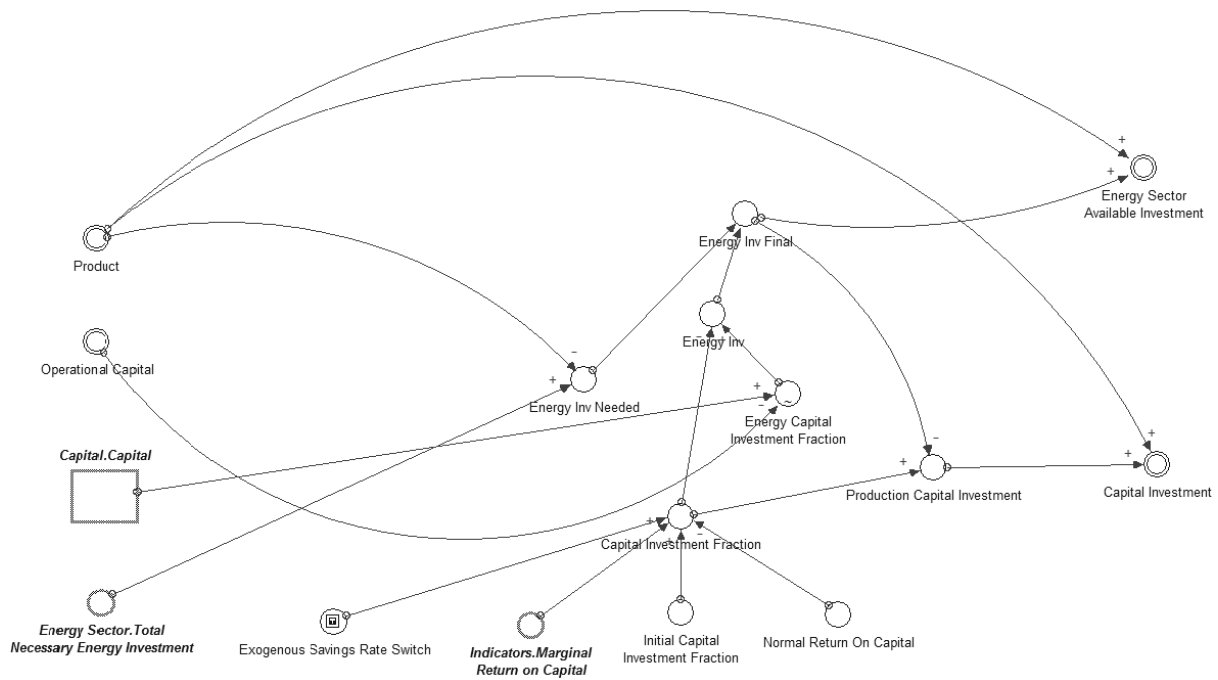 +
+
Energy Sector
Available Investment
Energy Inv Final
Product
Energy Inv
Operational Capital
−
+
Energy Inv Needed
+
−
~
Energy Capital
Investment Fraction
Capital.Capital
−
+
Production Capital Investment
+
+
Capital Investment
+
−
Capital Investment Fraction
Energy Sector.Total
Necessary Energy Investment
Exogenous Savings Rate Switch
Indicators.Marginal
Return on Capital
Initial Capital
Investment Fraction
Normal Return On Capital